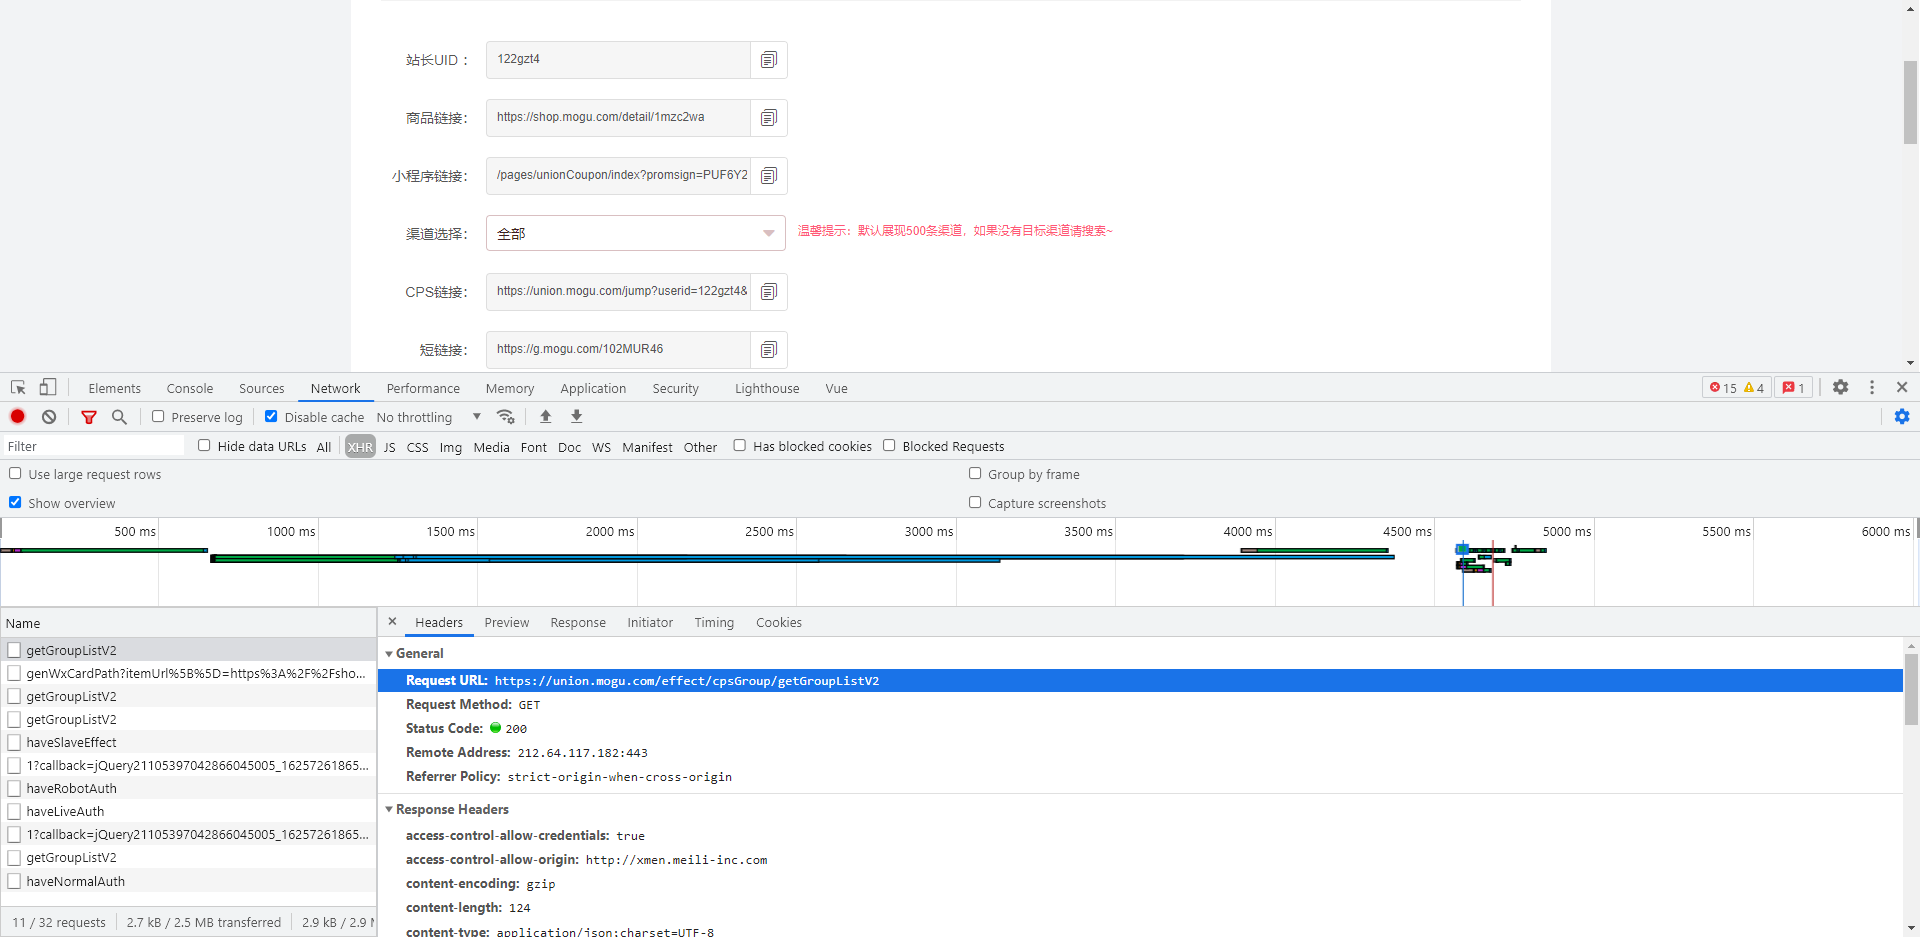 站长UID：
122gzt4
商品链接：
https://shop.mogu.com/detail/1mzc2wa
小程序链接：
/pages/unionCoupon/index?promsign=PUF6Y2
渠道选择：
全部
温馨提示：默认展现500条渠道，如果没有目标渠道请搜索~
CPS链接：
https://union.mogu.com/jump?userid=122gzt4&
短链接：
https://g.mogu.com/102MUR46
Elements Console Sources Network Performance Memory Application Security Lighthouse Vue 15 4 1
Preserve log Disable cache No throttling
Filter Hide data URLs All XHR JS CSS Img Media Font Doc WS Manifest Other Has blocked cookies Blocked Requests
Use large request rows Group by frame
Show overview Capture screenshots
500 ms 1000 ms 1500 ms 2000 ms 2500 ms 3000 ms 3500 ms 4000 ms 4500 ms 5000 ms 5500 ms 6000 ms
Name
getGroupListV2
genWxCardPath?itemUrl%5B%5D=https%3A%2F%2Fsho...
getGroupListV2
getGroupListV2
haveSlaveEffect
1?callback=jQuery21105397042866045005_16257261865...
haveRobotAuth
haveLiveAuth
1?callback=jQuery21105397042866045005_16257261865...
getGroupListV2
haveNormalAuth
11 / 32 requests 2.7 kB / 2.5 MB transferred 2.9 kB / 2.9
Headers Preview Response Initiator Timing Cookies
General
Request URL: https://union.mogu.com/effect/cpsGroup/getGroupListV2
Request Method: GET
Status Code: 200
Remote Address: 212.64.117.182:443
Referrer Policy: strict-origin-when-cross-origin
Response Headers
access-control-allow-credentials: true
access-control-allow-origin: http://xmen.meili-inc.com
content-encoding: gzip
content-length: 124
content-type: application/json;charset=UTF-8